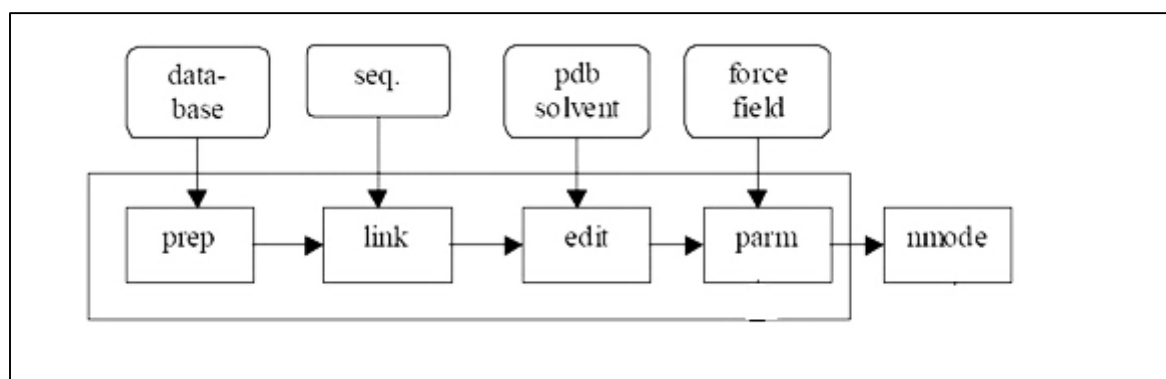 data-
base
seq.
pdb
solvent
force
field
prep
link
edit
parm
nmode